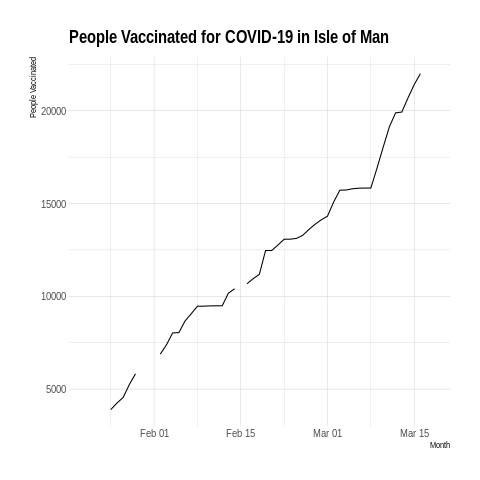 People Vaccinated for COVID-19 in Isle of Man
People Vaccinated
20000
15000
10000
5000
Feb 01 Feb 15 Mar 01 Mar 15
Month